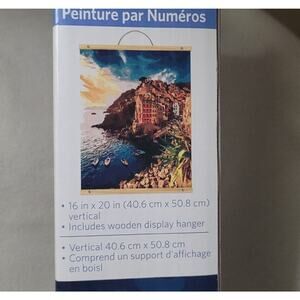 Peinture par Numéros
• 16 in x 20 in (40.6 cm x 50.8 cm)
vertical
• Includes wooden display hanger
• Vertical 40.6 cm x 50.8 cm
• Comprend un support d'affichage
en boisl